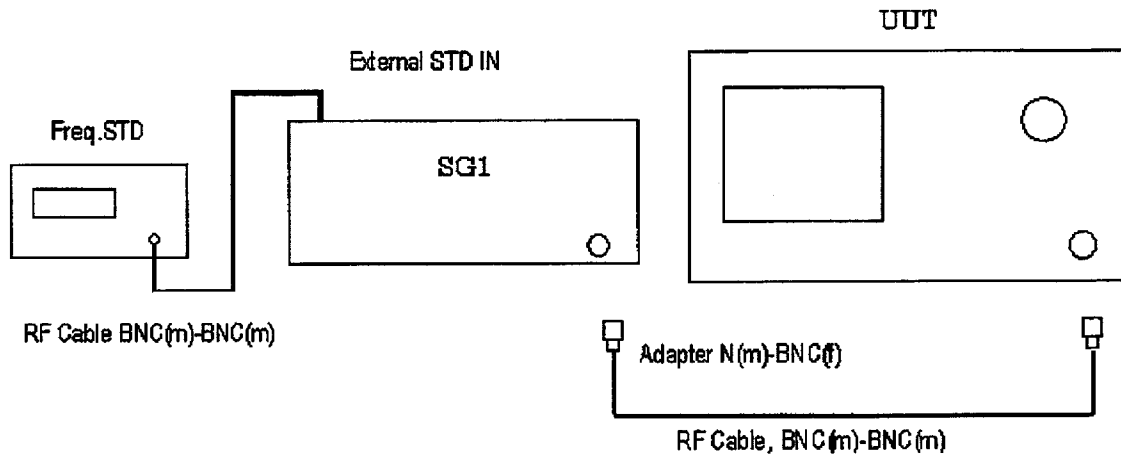 UUT
External STD IN
Freq.STD
SG1
RF Cable BNC(m)-BNC(m)
Adapter N(m)-BNC(f)
RF Cable, BNC(m)-BNC(m)